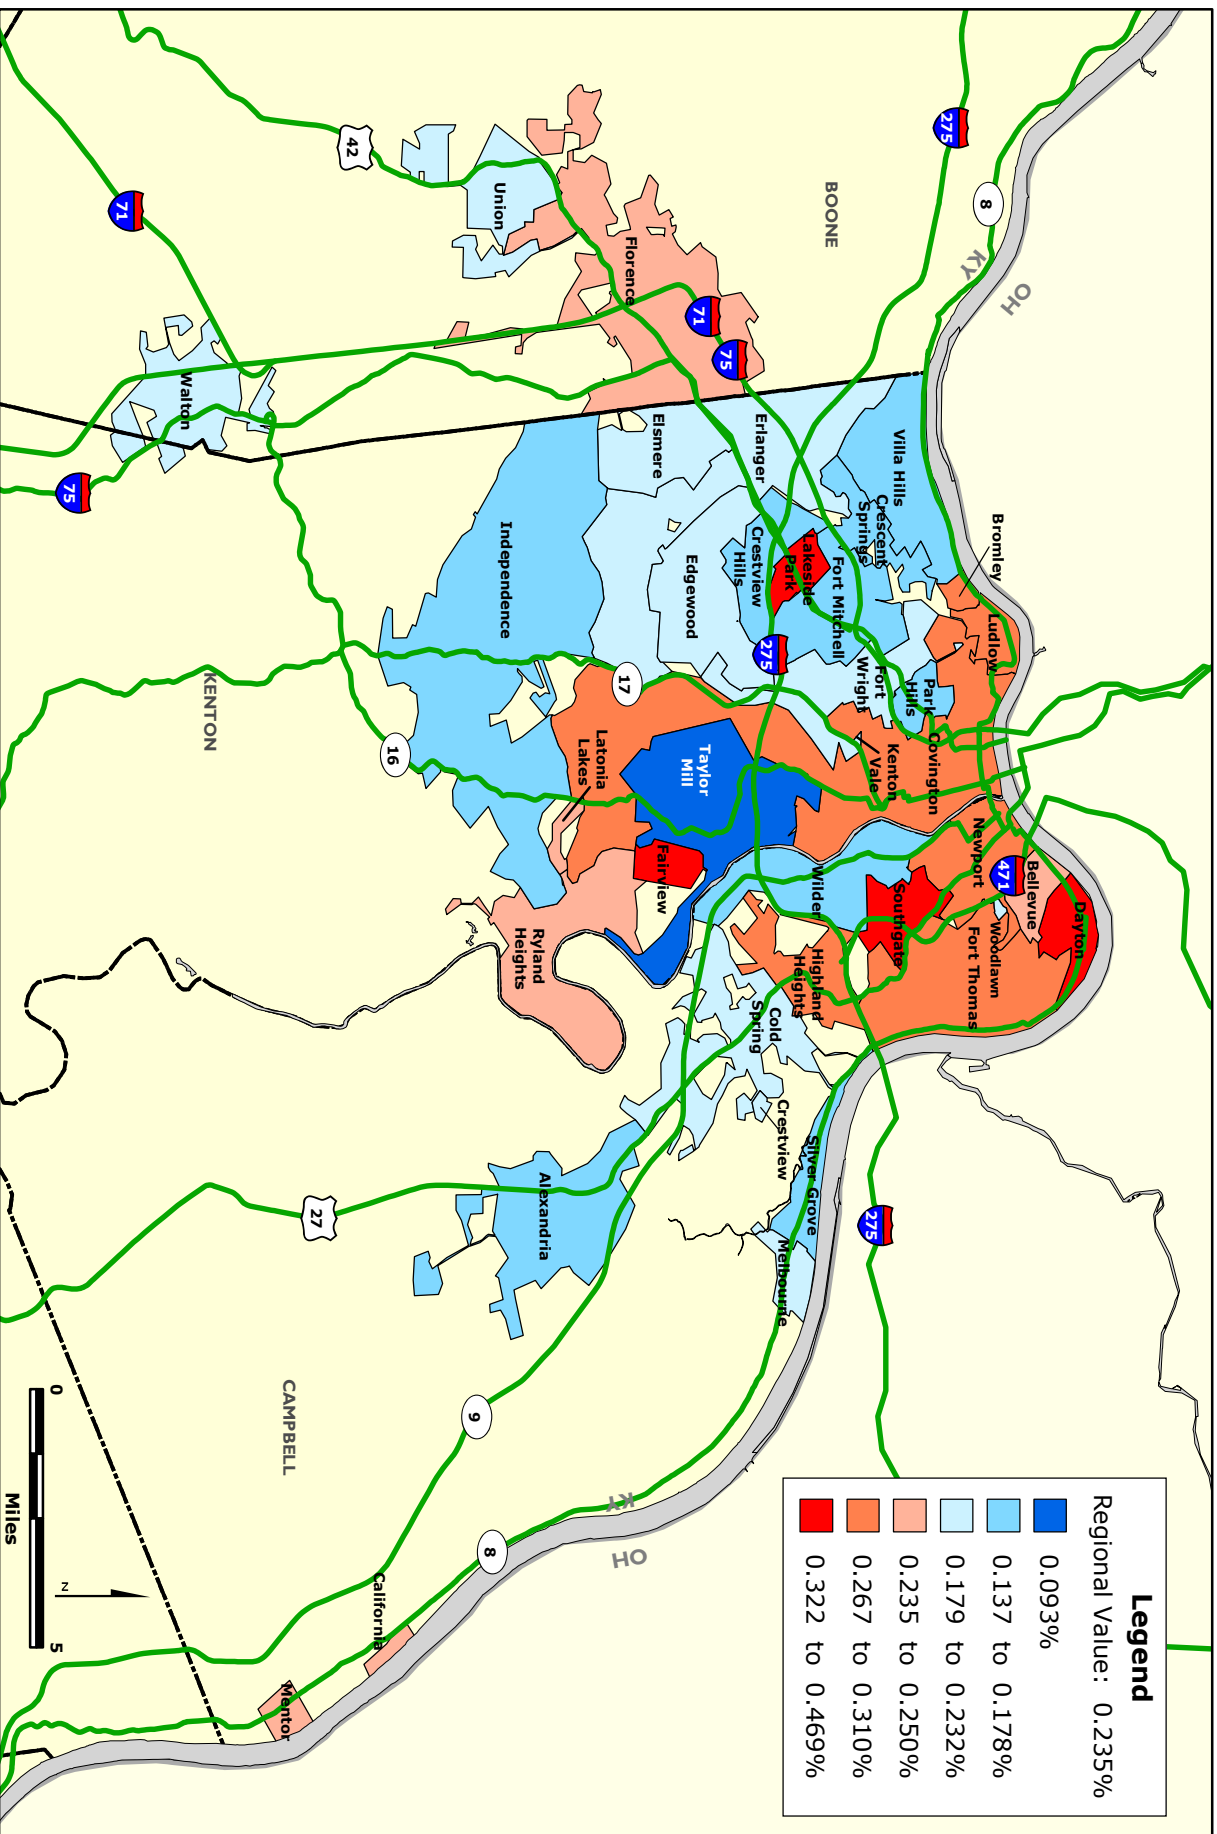 Legend
Regional Value: 0.235%
0.093%
0.137 to 0.178%
0.179 to 0.232%
0.235 to 0.250%
0.267 to 0.310%
0.322 to 0.469%
BOONE
KENTON
CAMPBELL
OH
KY
OH
KY
275
8
42
71
71
75
75
275
17
16
471
275
27
9
8
Union
Florence
Walton
Elsmere
Erlanger
Villa Hills
Crescent
Springs
Bromley
Ludlow
Lakeside
Park
Fort Mitchell
Crestview
Hills
Edgewood
Independence
Fort
Wright
Park
Hills
Covington
Kenton
Vale
Latonia
Lakes
Taylor
Mill
Fairview
Ryland
Heights
Newport
Bellevue
Dayton
Woodlawn
Fort Thomas
Southgate
Wilder
Highland
Heights
Cold
Spring
Crestview
Silver Grove
Melbourne
Alexandria
California
Mentor
0
5
Miles
N